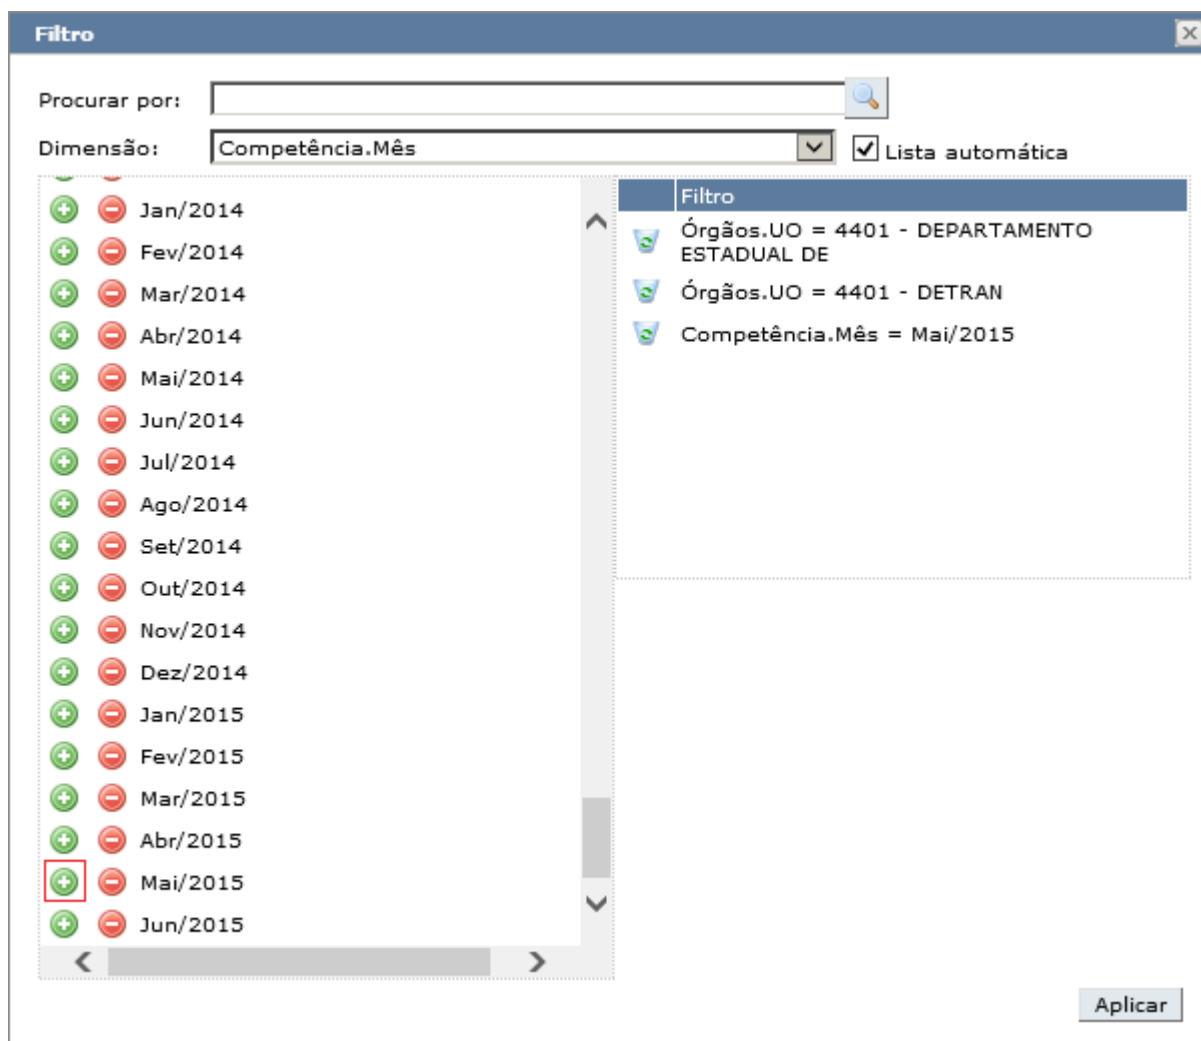 Filtro
Procurar por:
Dimensão:
Competência.Mês
Lista automática
Jan/2014
Fev/2014
Mar/2014
Abr/2014
Mai/2014
Jun/2014
Jul/2014
Ago/2014
Set/2014
Out/2014
Nov/2014
Dez/2014
Jan/2015
Fev/2015
Mar/2015
Abr/2015
Mai/2015
Jun/2015
Filtro
Órgãos.UO = 4401 - DEPARTAMENTO
ESTADUAL DE
Órgãos.UO = 4401 - DETRAN
Competência.Mês = Mai/2015
Aplicar